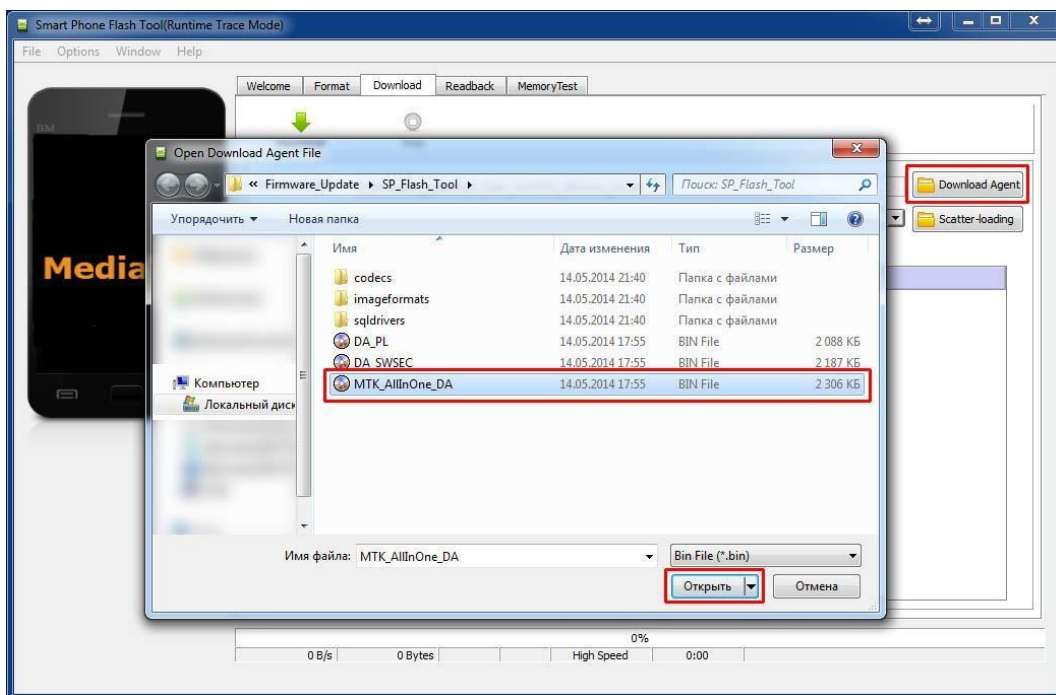 Smart Phone Flash Tool(Runtime Trace Mode)
File Options Window Help
Welcome Format Download Readback MemoryTest
BM
Open Download Agent File
« Firmware_Update SP_Flash_Tool
Поиск: SP_Flash_Tool
Download Agent
Упорядочить Новая папка
Scatter-loading
Имя Дата изменения Тип Размер
Media
codecs 14.05.2014 21:40 Папка с файлами
imageformats 14.05.2014 21:40 Папка с файлами
sqldrivers 14.05.2014 21:40 Папка с файлами
DA_PL 14.05.2014 17:55 BIN File 2 088 КБ
DA_SWSEC 14.05.2014 17:55 BIN File 2 187 КБ
Компьютер
MTK_AllInOne_DA 14.05.2014 17:55 BIN File 2 306 КБ
Локальный диск
Имя файла: MTK_AllInOne_DA Bin File (*.bin)
Открыть Отмена
0%
0 B/s 0 Bytes High Speed 0:00